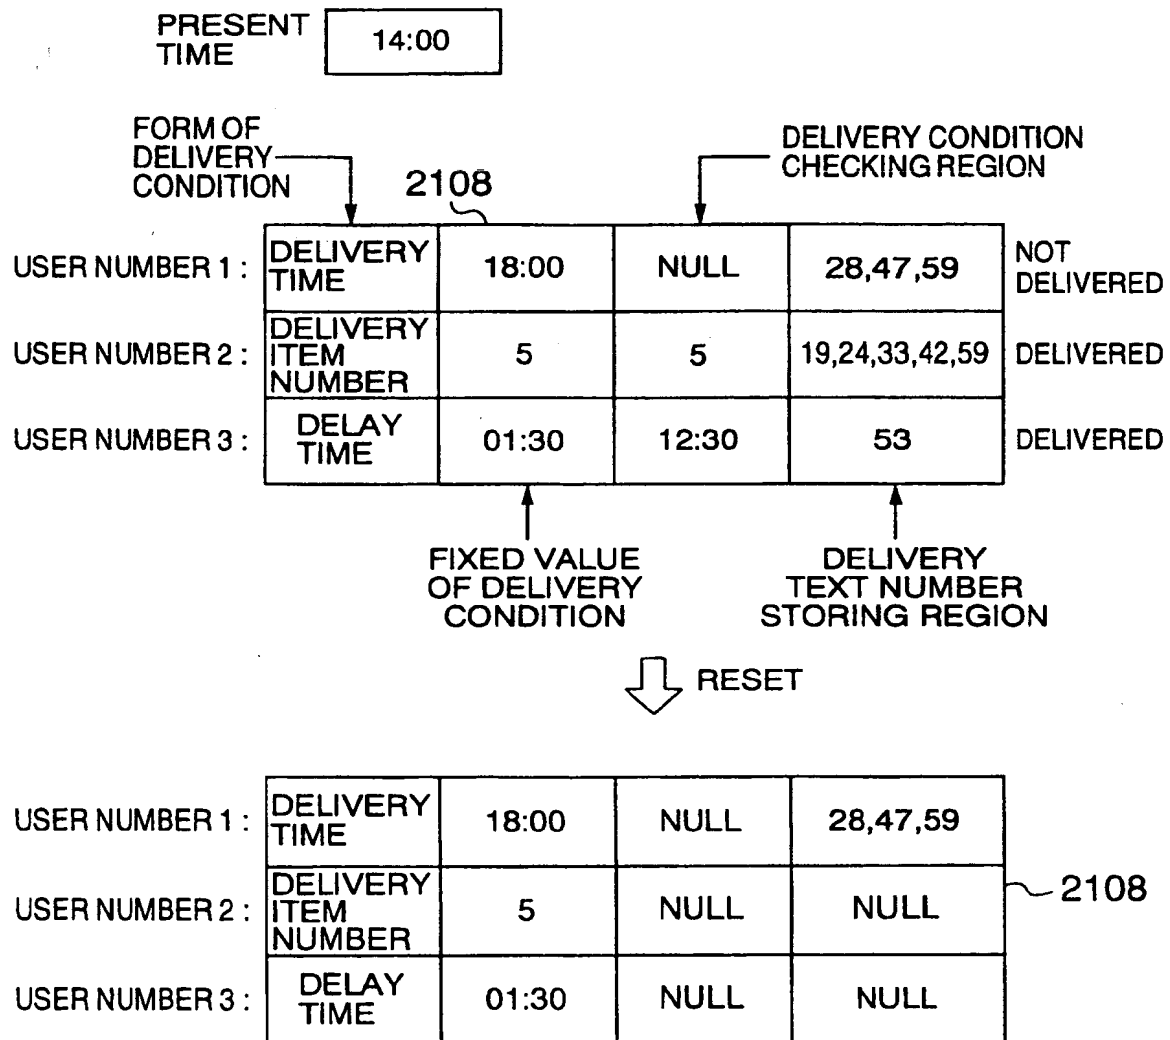 PRESENT
TIME
14:00
FORM OF
DELIVERY
CONDITION
DELIVERY CONDITION
CHECKING REGION
2108
USER NUMBER 1 :
DELIVERY
TIME
18:00
NULL
28,47,59
NOT
DELIVERED
USER NUMBER 2 :
DELIVERY
ITEM
NUMBER
5
5
19,24,33,42,59
DELIVERED
USER NUMBER 3 :
DELAY
TIME
01:30
12:30
53
DELIVERED
FIXED VALUE
OF DELIVERY
CONDITION
DELIVERY
TEXT NUMBER
STORING REGION
RESET
USER NUMBER 1 :
DELIVERY
TIME
18:00
NULL
28,47,59
USER NUMBER 2 :
DELIVERY
ITEM
NUMBER
5
NULL
NULL
2108
USER NUMBER 3 :
DELAY
TIME
01:30
NULL
NULL